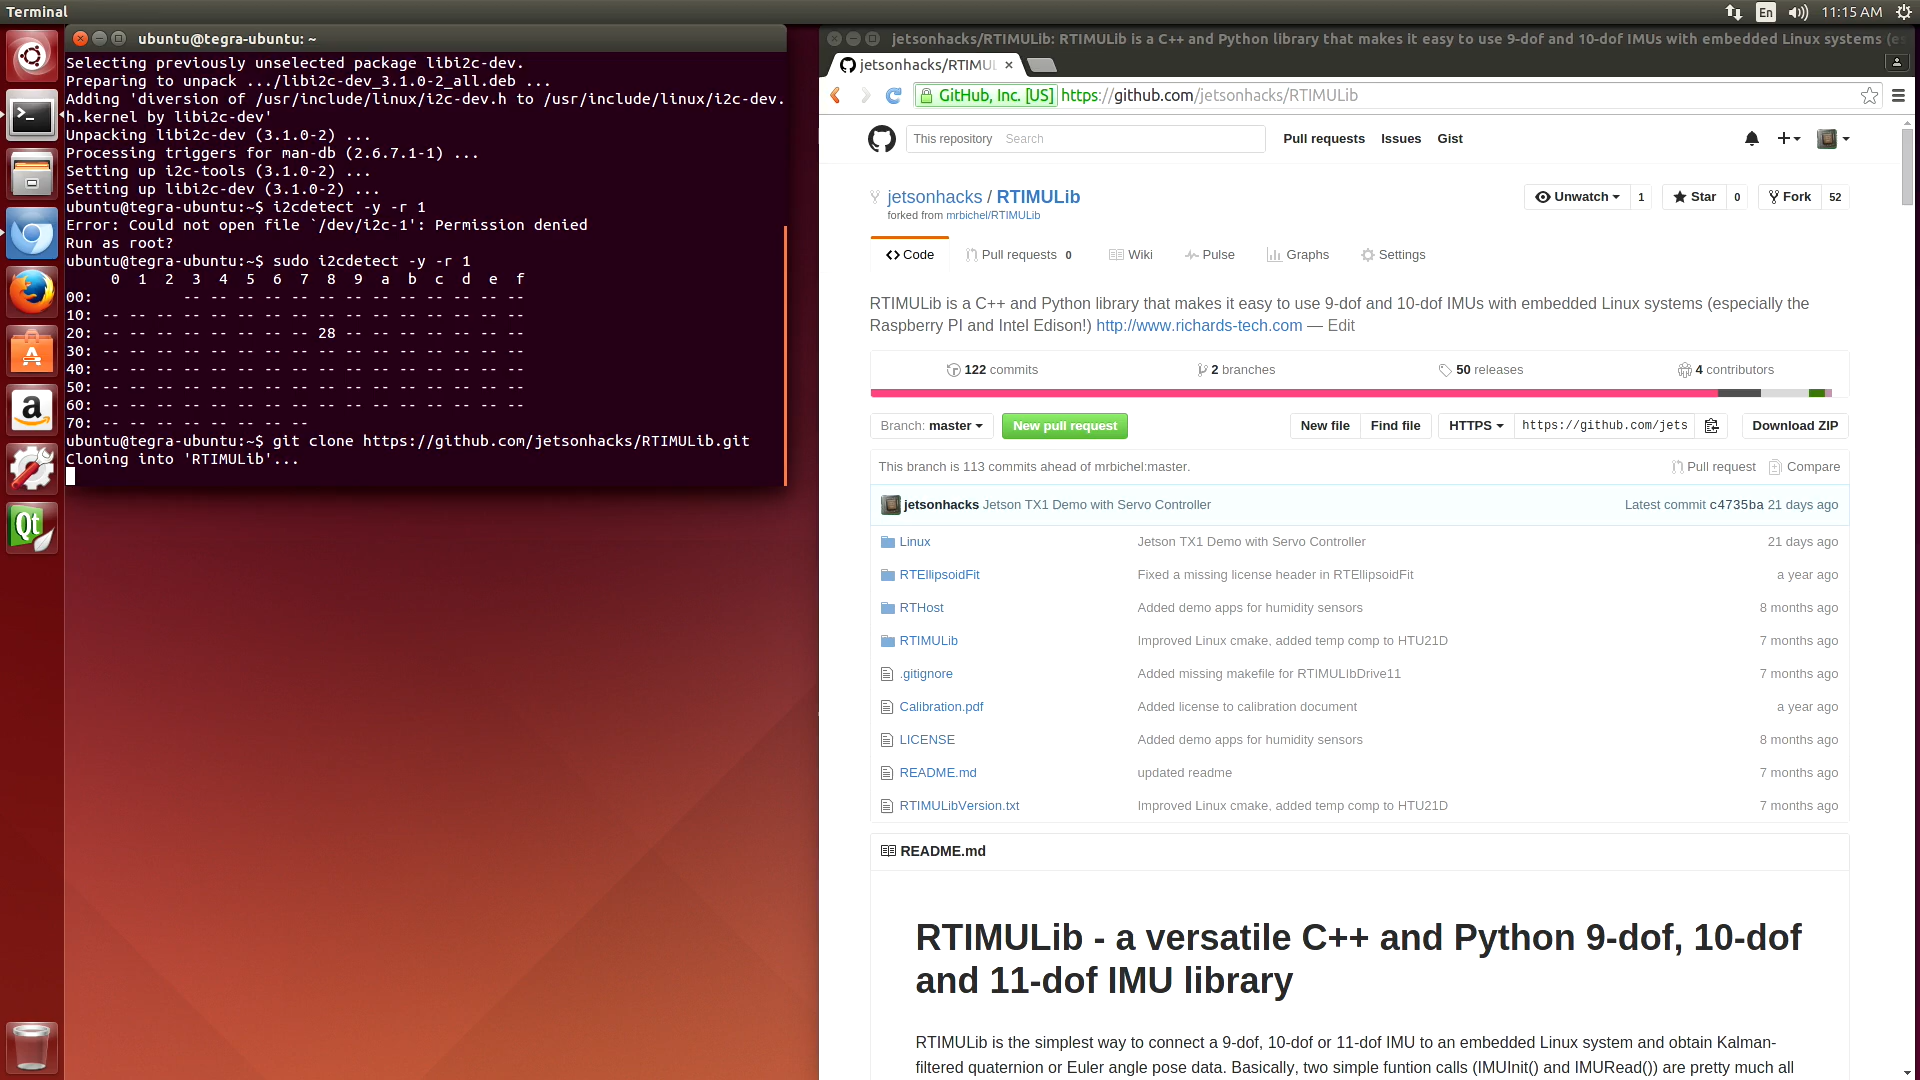 Terminal
En
11:15 AM
ubuntu@tegra-ubuntu: ~
Selecting previously unselected package libi2c-dev.
Preparing to unpack .../libi2c-dev_3.1.0-2_all.deb ...
Adding 'diversion of /usr/include/linux/i2c-dev.h to /usr/include/linux/i2c-dev.
h.kernel by libi2c-dev'
Unpacking libi2c-dev (3.1.0-2) ...
Processing triggers for man-db (2.6.7.1-1) ...
Setting up i2c-tools (3.1.0-2) ...
Setting up libi2c-dev (3.1.0-2) ...
ubuntu@tegra-ubuntu:~$ i2cdetect -y -r 1
Error: Could not open file `/dev/i2c-1': Permission denied
Run as root?
ubuntu@tegra-ubuntu:~$ sudo i2cdetect -y -r 1
     0  1  2  3  4  5  6  7  8  9  a  b  c  d  e  f
00:          -- -- -- -- -- -- -- -- -- -- -- -- --
10: -- -- -- -- -- -- -- -- -- -- -- -- -- -- -- --
20: -- -- -- -- -- -- -- -- 28 -- -- -- -- -- -- --
30: -- -- -- -- -- -- -- -- -- -- -- -- -- -- -- --
40: -- -- -- -- -- -- -- -- -- -- -- -- -- -- -- --
50: -- -- -- -- -- -- -- -- -- -- -- -- -- -- -- --
60: -- -- -- -- -- -- -- -- -- -- -- -- -- -- -- --
70: -- -- -- -- -- -- -- --
ubuntu@tegra-ubuntu:~$ git clone https://github.com/jetsonhacks/RTIMULib.git
Cloning into 'RTIMULib'...
Qt
jetsonhacks/RTIMULib: RTIMULib is a C++ and Python library that makes it easy to use 9-dof and 10-dof IMUs with embedded Linux systems (es
jetsonhacks/RTIMUL
GitHub, Inc. [US] https://github.com/jetsonhacks/RTIMULib
This repository Search Pull requests Issues Gist
jetsonhacks / RTIMULib
Unwatch 1 Star 0 Fork 52
forked from mrbichel/RTIMULib
Code Pull requests 0 Wiki Pulse Graphs Settings
RTIMULib is a C++ and Python library that makes it easy to use 9-dof and 10-dof IMUs with embedded Linux systems (especially the
Raspberry PI and Intel Edison!) http://www.richards-tech.com — Edit
122 commits 2 branches 50 releases 4 contributors
Branch: master New pull request New file Find file HTTPS https://github.com/jets Download ZIP
This branch is 113 commits ahead of mrbichel:master. Pull request Compare
jetsonhacks Jetson TX1 Demo with Servo Controller Latest commit c4735ba 21 days ago
Linux Jetson TX1 Demo with Servo Controller 21 days ago
RTEllipsoidFit Fixed a missing license header in RTEllipsoidFit a year ago
RTHost Added demo apps for humidity sensors 8 months ago
RTIMULib Improved Linux cmake, added temp comp to HTU21D 7 months ago
.gitignore Added missing makefile for RTIMULIbDrive11 7 months ago
Calibration.pdf Added license to calibration document a year ago
LICENSE Added demo apps for humidity sensors 8 months ago
README.md updated readme 7 months ago
RTIMULibVersion.txt Improved Linux cmake, added temp comp to HTU21D 7 months ago
README.md
RTIMULib - a versatile C++ and Python 9-dof, 10-dof
and 11-dof IMU library
RTIMULib is the simplest way to connect a 9-dof, 10-dof or 11-dof IMU to an embedded Linux system and obtain Kalman-
filtered quaternion or Euler angle pose data. Basically, two simple funtion calls (IMUInit() and IMURead()) are pretty much all